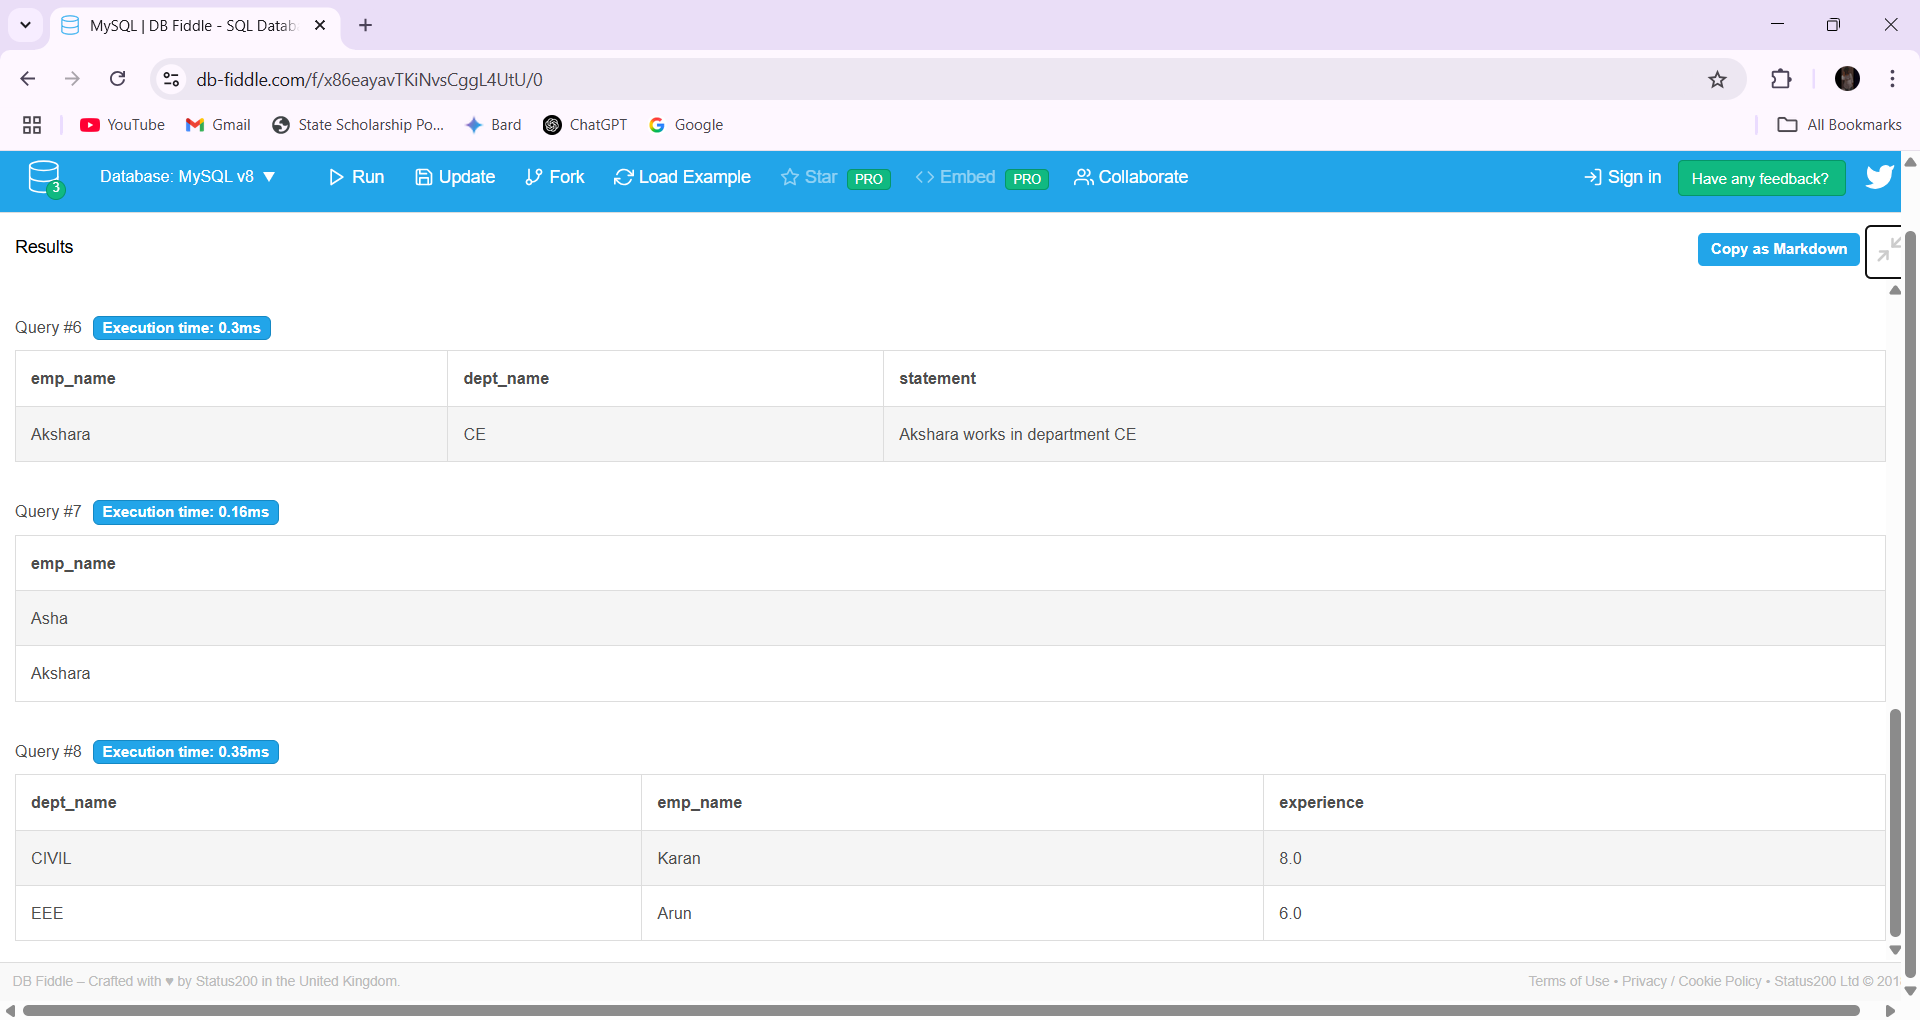 MySQL | DB Fiddle - SQL Datab
db-fiddle.com/f/x86eayavTKiNvsCggL4UtU/0
YouTube Gmail State Scholarship Po... Bard ChatGPT Google All Bookmarks
3 Database: MySQL v8 ▼ Run Update Fork Load Example Star PRO Embed PRO Collaborate Sign in Have any feedback?
Results Copy as Markdown
Query #6 Execution time: 0.3ms
emp_name dept_name statement
Akshara CE Akshara works in department CE
Query #7 Execution time: 0.16ms
emp_name
Asha
Akshara
Query #8 Execution time: 0.35ms
dept_name emp_name experience
CIVIL Karan 8.0
EEE Arun 6.0
DB Fiddle – Crafted with ♥ by Status200 in the United Kingdom. Terms of Use • Privacy / Cookie Policy • Status200 Ltd © 201